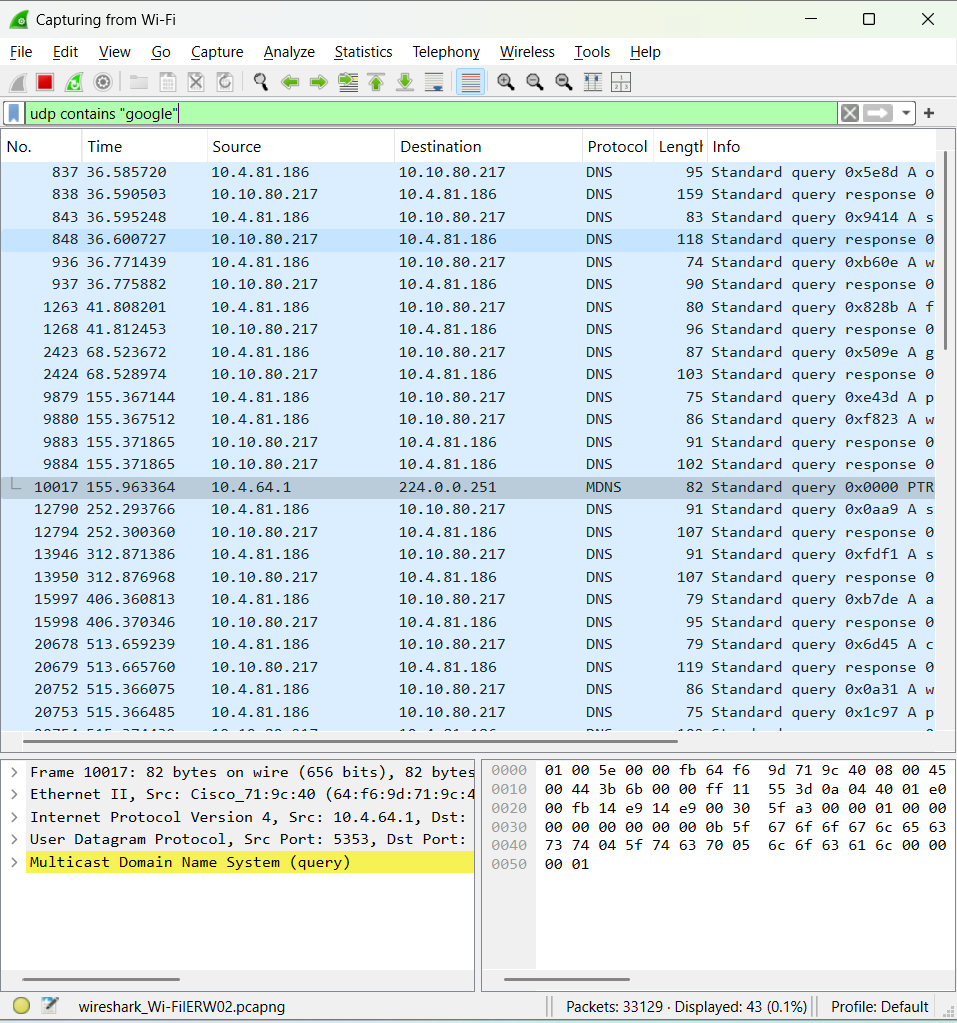 Capturing from Wi-Fi
File Edit View Go Capture Analyze Statistics Telephony Wireless Tools Help
udp contains "google"
No. Time Source Destination Protocol Length Info
837 36.585720 10.4.81.186 10.10.80.217 DNS 95 Standard query 0x5e8d A o
838 36.590503 10.10.80.217 10.4.81.186 DNS 159 Standard query response 0
843 36.595248 10.4.81.186 10.10.80.217 DNS 83 Standard query 0x9414 A s
848 36.600727 10.10.80.217 10.4.81.186 DNS 118 Standard query response 0
936 36.771439 10.4.81.186 10.10.80.217 DNS 74 Standard query 0xb60e A w
937 36.775882 10.10.80.217 10.4.81.186 DNS 90 Standard query response 0
1263 41.808201 10.4.81.186 10.10.80.217 DNS 80 Standard query 0x828b A f
1268 41.812453 10.10.80.217 10.4.81.186 DNS 96 Standard query response 0
2423 68.523672 10.4.81.186 10.10.80.217 DNS 87 Standard query 0x509e A g
2424 68.528974 10.10.80.217 10.4.81.186 DNS 103 Standard query response 0
9879 155.367144 10.4.81.186 10.10.80.217 DNS 75 Standard query 0xe43d A p
9880 155.367512 10.4.81.186 10.10.80.217 DNS 86 Standard query 0xf823 A w
9883 155.371865 10.10.80.217 10.4.81.186 DNS 91 Standard query response 0
9884 155.371865 10.10.80.217 10.4.81.186 DNS 102 Standard query response 0
10017 155.963364 10.4.64.1 224.0.0.251 MDNS 82 Standard query 0x0000 PTR
12790 252.293766 10.4.81.186 10.10.80.217 DNS 91 Standard query 0x0aa9 A s
12794 252.300360 10.10.80.217 10.4.81.186 DNS 107 Standard query response 0
13946 312.871386 10.4.81.186 10.10.80.217 DNS 91 Standard query 0xfdf1 A s
13950 312.876968 10.10.80.217 10.4.81.186 DNS 107 Standard query response 0
15997 406.360813 10.4.81.186 10.10.80.217 DNS 79 Standard query 0xb7de A a
15998 406.370346 10.10.80.217 10.4.81.186 DNS 95 Standard query response 0
20678 513.659239 10.4.81.186 10.10.80.217 DNS 79 Standard query 0x6d45 A c
20679 513.665760 10.10.80.217 10.4.81.186 DNS 119 Standard query response 0
20752 515.366075 10.4.81.186 10.10.80.217 DNS 86 Standard query 0x0a31 A w
20753 515.366485 10.4.81.186 10.10.80.217 DNS 75 Standard query 0x1c97 A p
Frame 10017: 82 bytes on wire (656 bits), 82 bytes
Ethernet II, Src: Cisco_71:9c:40 (64:f6:9d:71:9c:4
Internet Protocol Version 4, Src: 10.4.64.1, Dst:
User Datagram Protocol, Src Port: 5353, Dst Port:
Multicast Domain Name System (query)
0000 01 00 5e 00 00 fb 64 f6 9d 71 9c 40 08 00 45
0010 00 44 3b 6b 00 00 ff 11 55 3d 0a 04 40 01 e0
0020 00 fb 14 e9 14 e9 00 30 5f a3 00 00 01 00 00
0030 00 00 00 00 00 00 0b 5f 67 6f 6f 67 6c 65 63
0040 73 74 04 5f 74 63 70 05 6c 6f 63 61 6c 00 00
0050 00 01
wireshark_Wi-FiIERW02.pcapng Packets: 33129 · Displayed: 43 (0.1%) Profile: Default